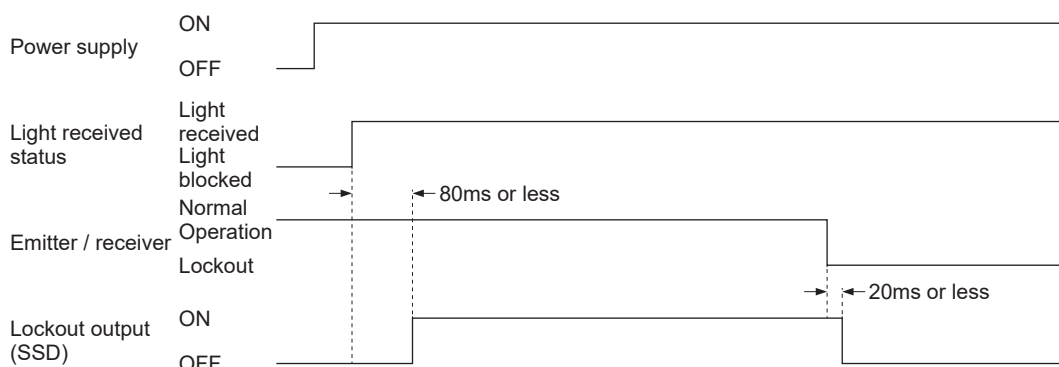 Power supply
ON
OFF
Light received
status
Light
received
Light
blocked
80ms or less
Emitter / receiver
Normal
Operation
Lockout
20ms or less
Lockout output
(SSD)
ON
OFF